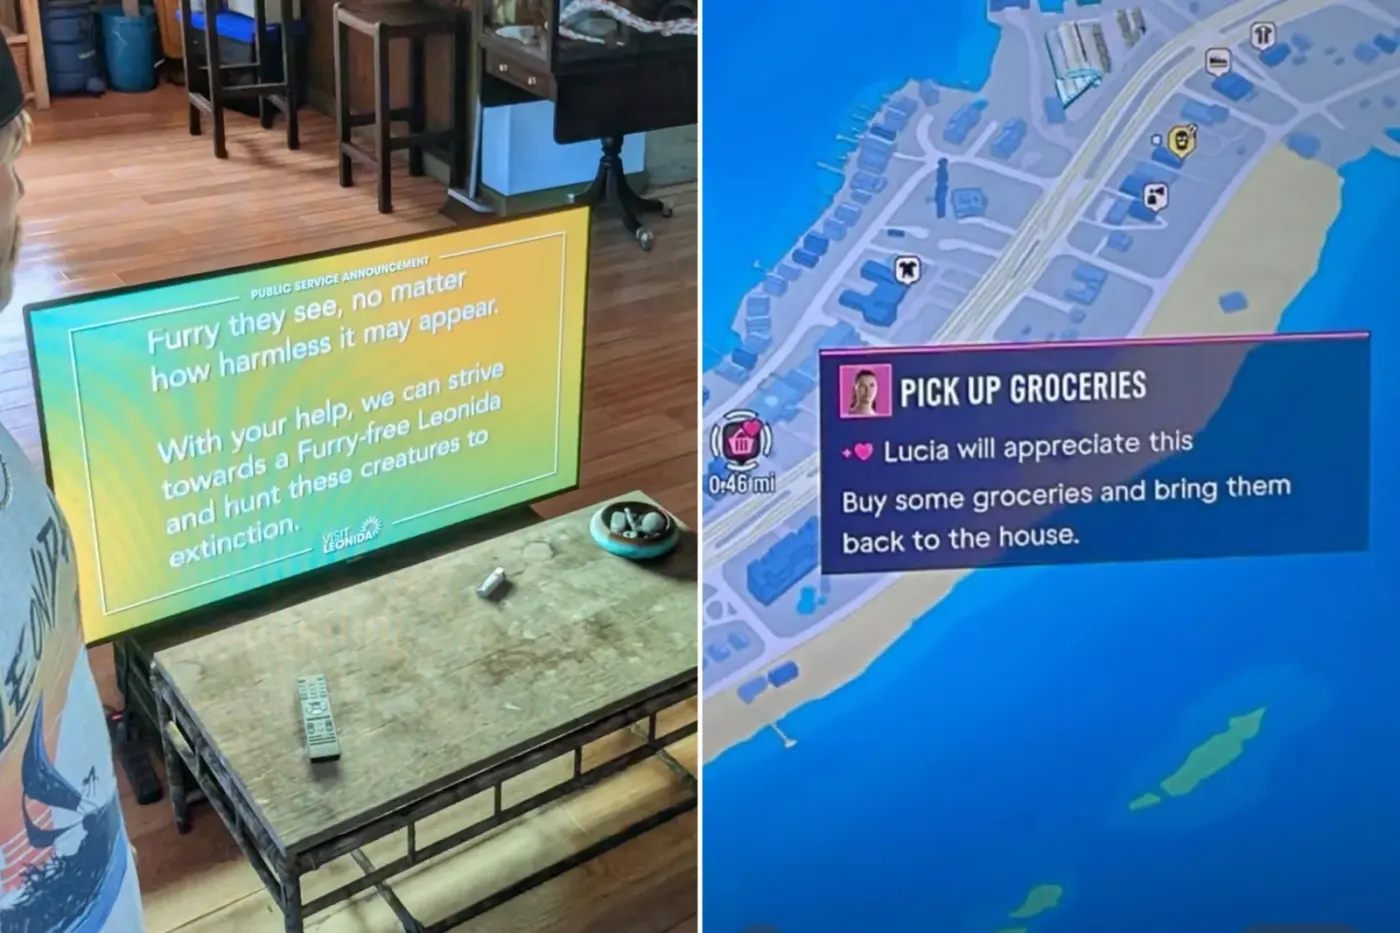 PUBLIC SERVICE ANNOUNCEMENT
Furry they see, no matter
how harmless it may appear.
With your help, we can strive
towards a Furry-free Leonida
and hunt these creatures to
extinction.
VISIT
LEONIDA
PICK UP GROCERIES
+ Lucia will appreciate this
Buy some groceries and bring them
back to the house.
0.46 mi